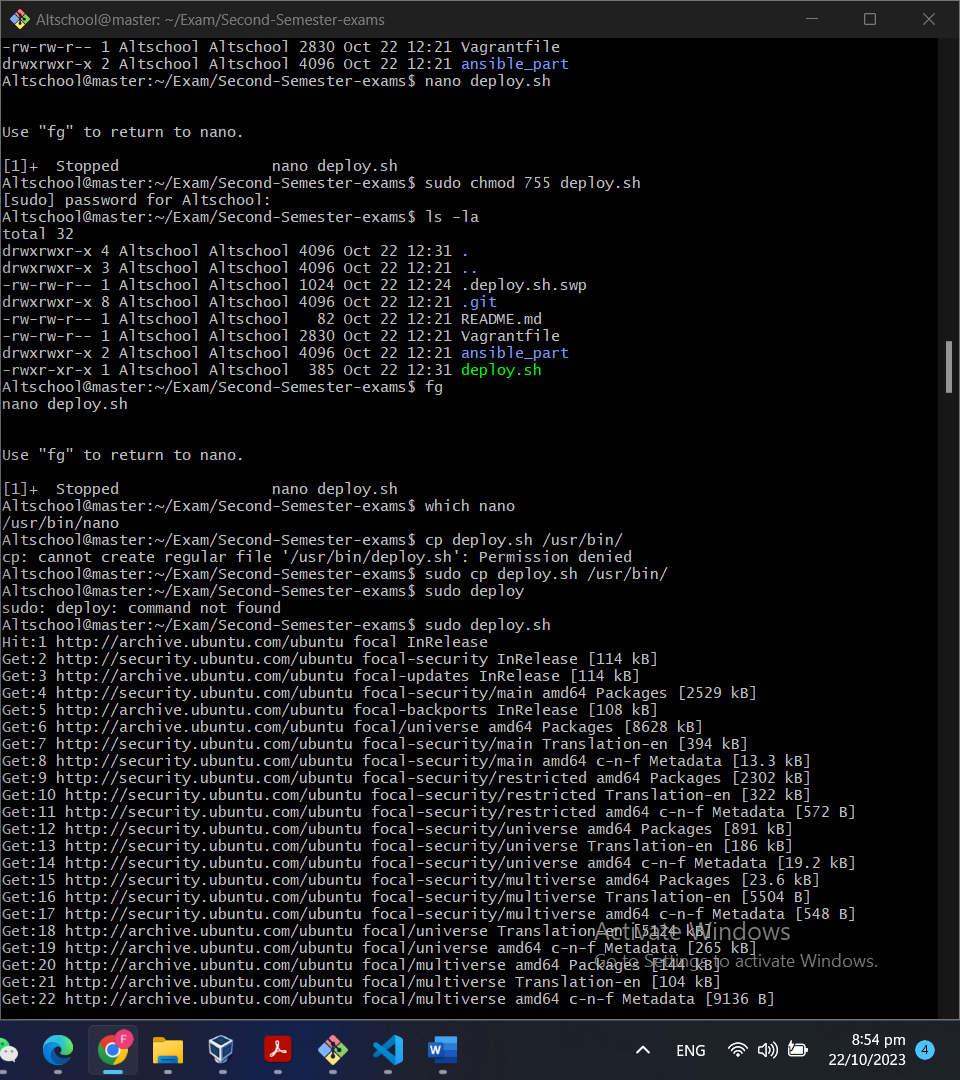 Altschool@master: ~/Exam/Second-Semester-exams
-rw-rw-r-- 1 Altschool Altschool 2830 Oct 22 12:21 Vagrantfile
drwxrwxr-x 2 Altschool Altschool 4096 Oct 22 12:21 ansible_part
Altschool@master:~/Exam/Second-Semester-exams$ nano deploy.sh
Use "fg" to return to nano.
[1]+  Stopped                 nano deploy.sh
Altschool@master:~/Exam/Second-Semester-exams$ sudo chmod 755 deploy.sh
[sudo] password for Altschool:
Altschool@master:~/Exam/Second-Semester-exams$ ls -la
total 32
drwxrwxr-x 4 Altschool Altschool 4096 Oct 22 12:31 .
drwxrwxr-x 3 Altschool Altschool 4096 Oct 22 12:21 ..
-rw-rw-r-- 1 Altschool Altschool 1024 Oct 22 12:24 .deploy.sh.swp
drwxrwxr-x 8 Altschool Altschool 4096 Oct 22 12:21 .git
-rw-rw-r-- 1 Altschool Altschool   82 Oct 22 12:21 README.md
-rw-rw-r-- 1 Altschool Altschool 2830 Oct 22 12:21 Vagrantfile
drwxrwxr-x 2 Altschool Altschool 4096 Oct 22 12:21 ansible_part
-rwxr-xr-x 1 Altschool Altschool  385 Oct 22 12:31 deploy.sh
Altschool@master:~/Exam/Second-Semester-exams$ fg
nano deploy.sh
Use "fg" to return to nano.
[1]+  Stopped                 nano deploy.sh
Altschool@master:~/Exam/Second-Semester-exams$ which nano
/usr/bin/nano
Altschool@master:~/Exam/Second-Semester-exams$ cp deploy.sh /usr/bin/
cp: cannot create regular file '/usr/bin/deploy.sh': Permission denied
Altschool@master:~/Exam/Second-Semester-exams$ sudo cp deploy.sh /usr/bin/
Altschool@master:~/Exam/Second-Semester-exams$ sudo deploy
sudo: deploy: command not found
Altschool@master:~/Exam/Second-Semester-exams$ sudo deploy.sh
Hit:1 http://archive.ubuntu.com/ubuntu focal InRelease
Get:2 http://security.ubuntu.com/ubuntu focal-security InRelease [114 kB]
Get:3 http://archive.ubuntu.com/ubuntu focal-updates InRelease [114 kB]
Get:4 http://security.ubuntu.com/ubuntu focal-security/main amd64 Packages [2529 kB]
Get:5 http://archive.ubuntu.com/ubuntu focal-backports InRelease [108 kB]
Get:6 http://archive.ubuntu.com/ubuntu focal/universe amd64 Packages [8628 kB]
Get:7 http://security.ubuntu.com/ubuntu focal-security/main Translation-en [394 kB]
Get:8 http://security.ubuntu.com/ubuntu focal-security/main amd64 c-n-f Metadata [13.3 kB]
Get:9 http://security.ubuntu.com/ubuntu focal-security/restricted amd64 Packages [2302 kB]
Get:10 http://security.ubuntu.com/ubuntu focal-security/restricted Translation-en [322 kB]
Get:11 http://security.ubuntu.com/ubuntu focal-security/restricted amd64 c-n-f Metadata [572 B]
Get:12 http://security.ubuntu.com/ubuntu focal-security/universe amd64 Packages [891 kB]
Get:13 http://security.ubuntu.com/ubuntu focal-security/universe Translation-en [186 kB]
Get:14 http://security.ubuntu.com/ubuntu focal-security/universe amd64 c-n-f Metadata [19.2 kB]
Get:15 http://security.ubuntu.com/ubuntu focal-security/multiverse amd64 Packages [23.6 kB]
Get:16 http://security.ubuntu.com/ubuntu focal-security/multiverse Translation-en [5504 B]
Get:17 http://security.ubuntu.com/ubuntu focal-security/multiverse amd64 c-n-f Metadata [548 B]
Get:18 http://archive.ubuntu.com/ubuntu focal/universe Translation-en [5124 kB]
Activate Windows
Get:19 http://archive.ubuntu.com/ubuntu focal/universe amd64 c-n-f Metadata [265 kB]
Go to Settings to activate Windows.
Get:20 http://archive.ubuntu.com/ubuntu focal/multiverse amd64 Packages [144 kB]
Get:21 http://archive.ubuntu.com/ubuntu focal/multiverse Translation-en [104 kB]
Get:22 http://archive.ubuntu.com/ubuntu focal/multiverse amd64 c-n-f Metadata [9136 B]
F
ENG
8:54 pm
22/10/2023
4